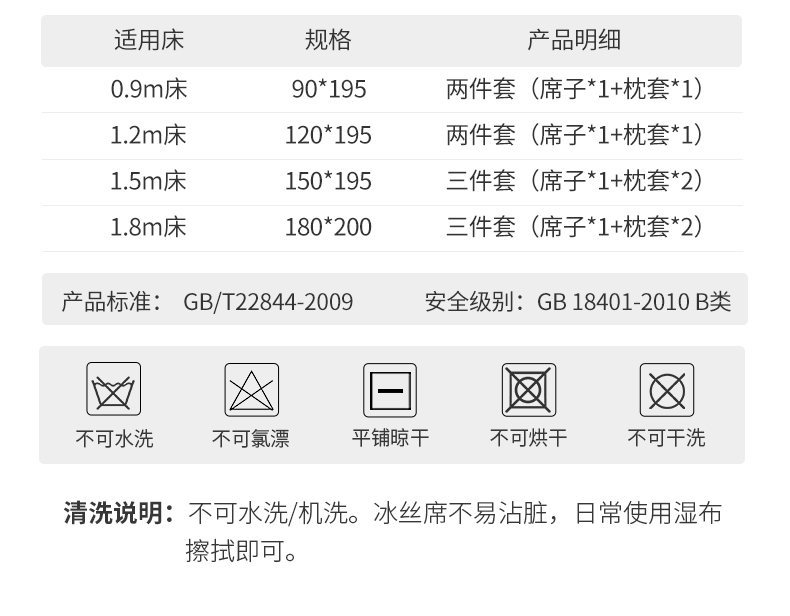 适用床 规格 产品明细
0.9m床 90*195 两件套（席子*1+枕套*1）
1.2m床 120*195 两件套（席子*1+枕套*1）
1.5m床 150*195 三件套（席子*1+枕套*2）
1.8m床 180*200 三件套（席子*1+枕套*2）
产品标准： GB/T22844-2009 安全级别：GB 18401-2010 B类
不可水洗 不可氯漂 平铺晾干 不可烘干 不可干洗
清洗说明：不可水洗/机洗。冰丝席不易沾脏，日常使用湿布
擦拭即可。